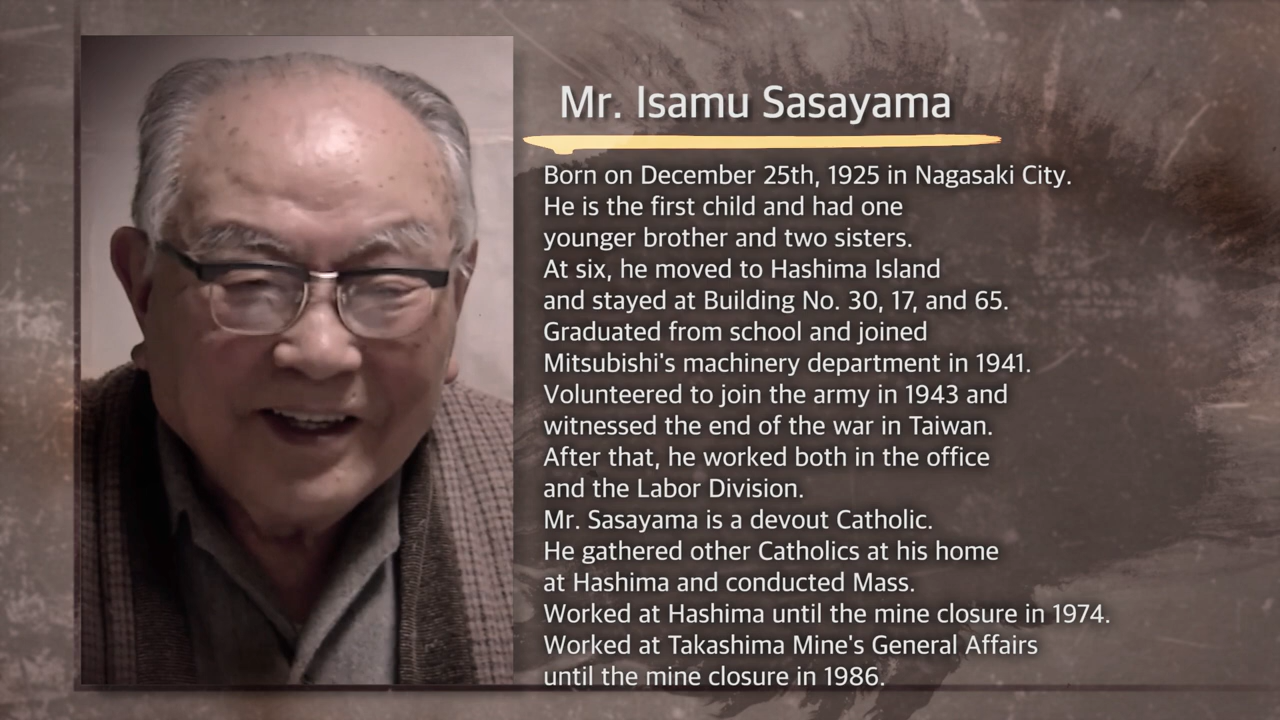 Mr. Isamu Sasayama
Born on December 25th, 1925 in Nagasaki City.
He is the first child and had one
younger brother and two sisters.
At six, he moved to Hashima Island
and stayed at Building No. 30, 17, and 65.
Graduated from school and joined
Mitsubishi's machinery department in 1941.
Volunteered to join the army in 1943 and
witnessed the end of the war in Taiwan.
After that, he worked both in the office
and the Labor Division.
Mr. Sasayama is a devout Catholic.
He gathered other Catholics at his home
at Hashima and conducted Mass.
Worked at Hashima until the mine closure in 1974.
Worked at Takashima Mine's General Affairs
until the mine closure in 1986.